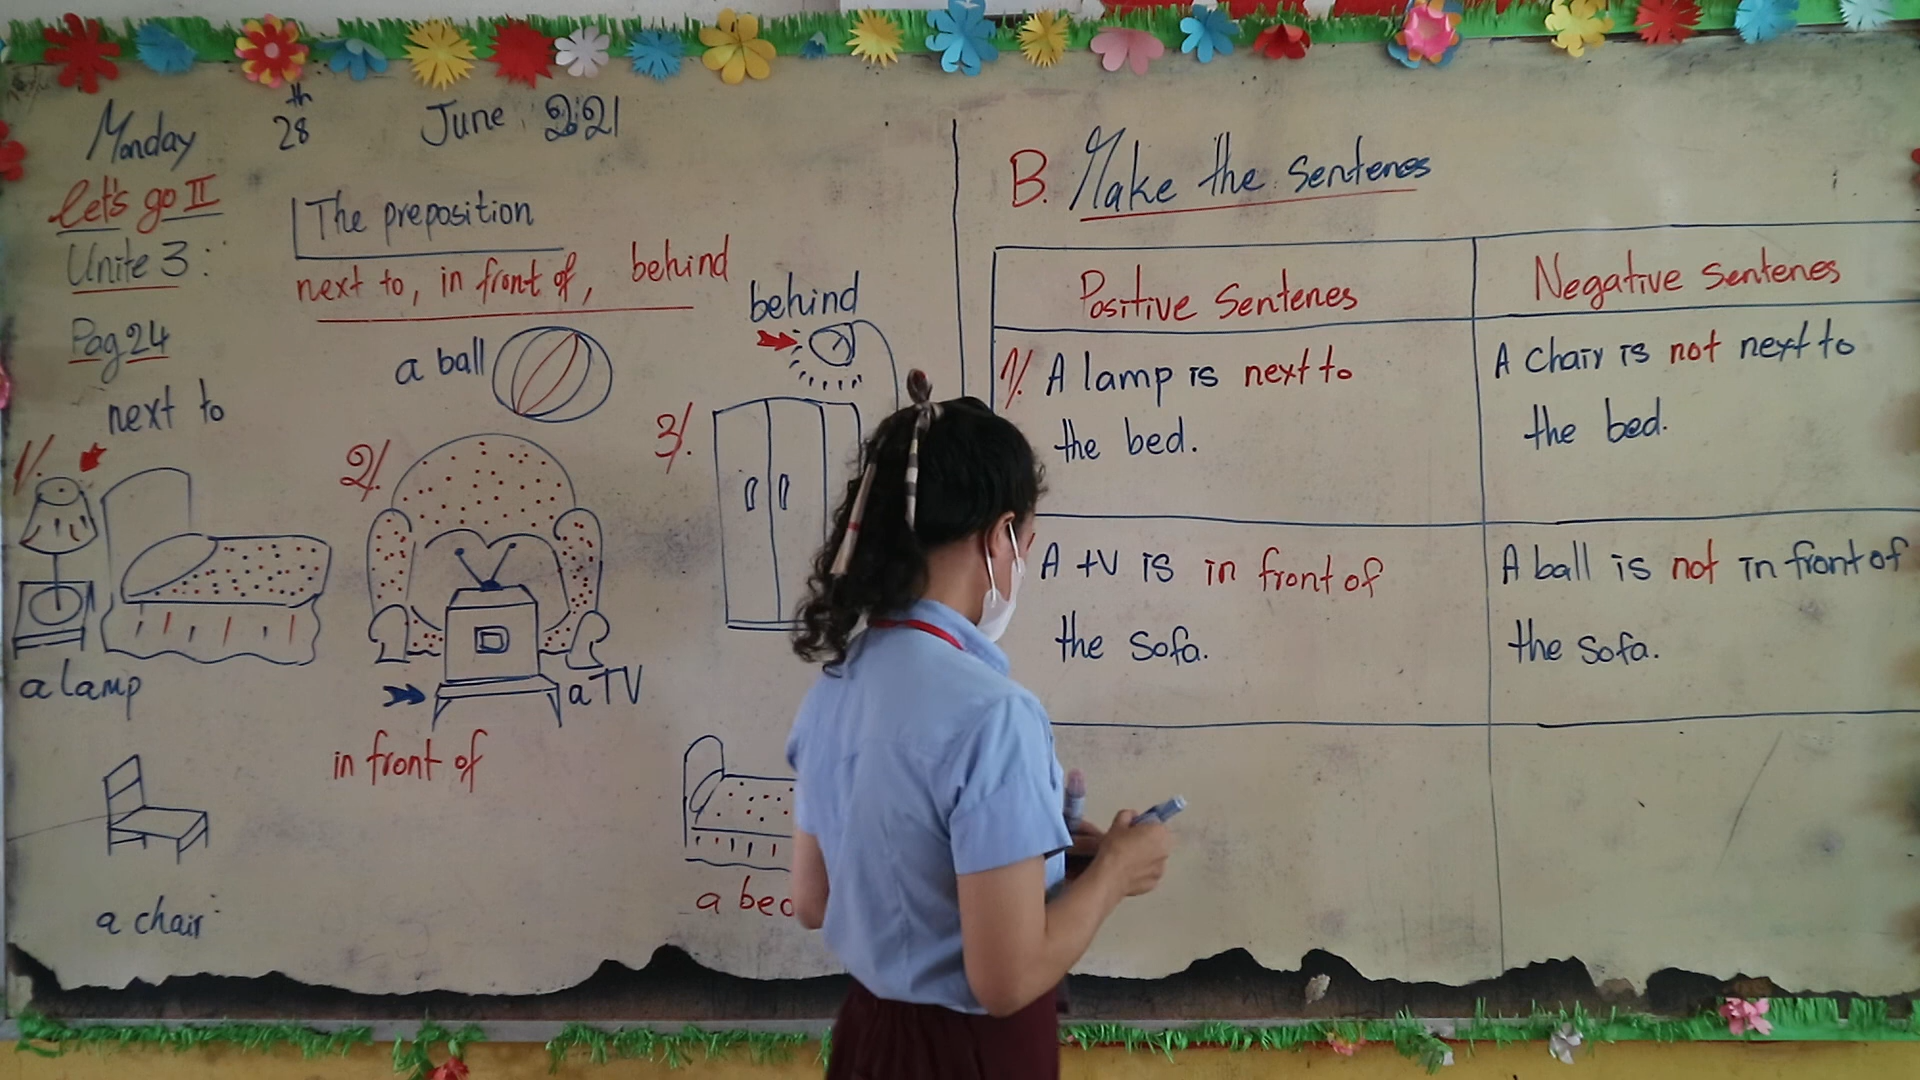 Monday 28th June 2021
Let's go II
Unite 3:
Pag 24
The preposition
next to, in front of, behind
behind
a ball
next to
1/.
2/.
3/.
a lamp
a TV
in front of
a chair
a bed
B. Make the sentenes
Positive Sentenes
Negative Sentenes
1/. A lamp is next to
the bed.
A chair is not next to
the bed.
A tv is in front of
the sofa.
A ball is not in front of
the sofa.